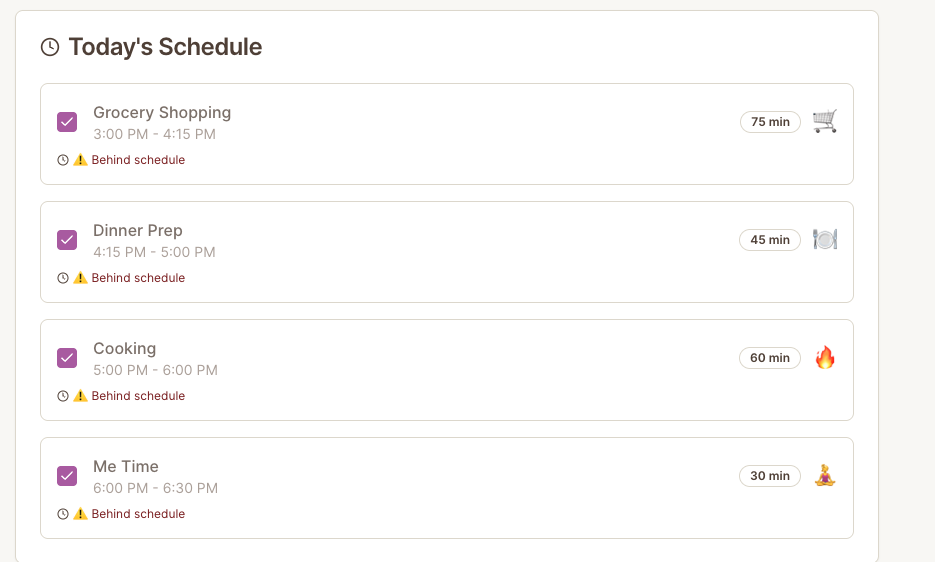 Today's Schedule
Grocery Shopping
3:00 PM - 4:15 PM
75 min
⚠️ Behind schedule
Dinner Prep
4:15 PM - 5:00 PM
45 min
⚠️ Behind schedule
Cooking
5:00 PM - 6:00 PM
60 min
⚠️ Behind schedule
Me Time
6:00 PM - 6:30 PM
30 min
⚠️ Behind schedule